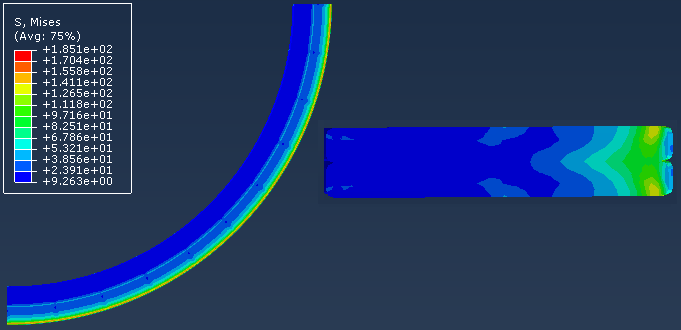 S, Mises
(Avg: 75%)
+1.851e+02
+1.704e+02
+1.558e+02
+1.411e+02
+1.265e+02
+1.118e+02
+9.716e+01
+8.251e+01
+6.786e+01
+5.321e+01
+3.856e+01
+2.391e+01
+9.263e+00